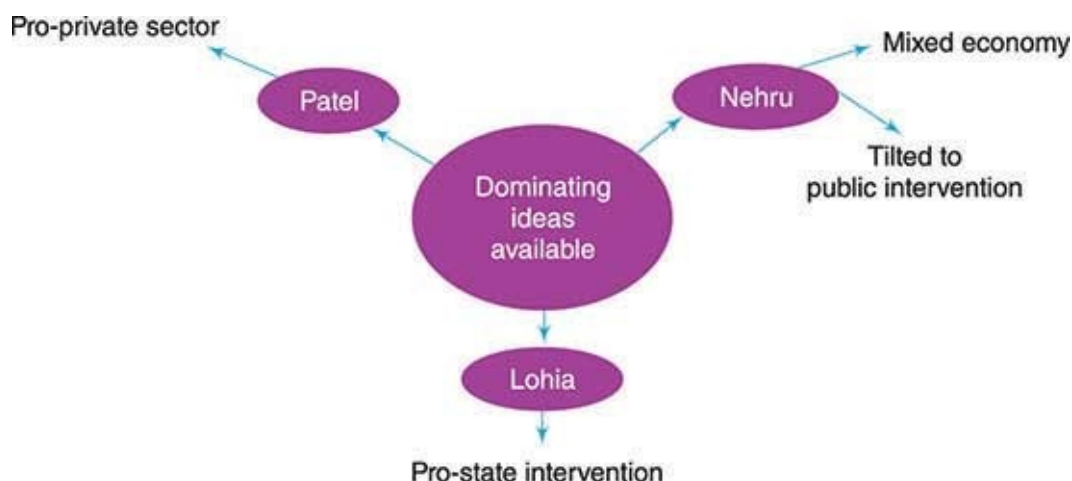 Pro-private sector
Patel
Nehru
Mixed economy
Tilted to
public intervention
Dominating
ideas
available
Lohia
Pro-state intervention